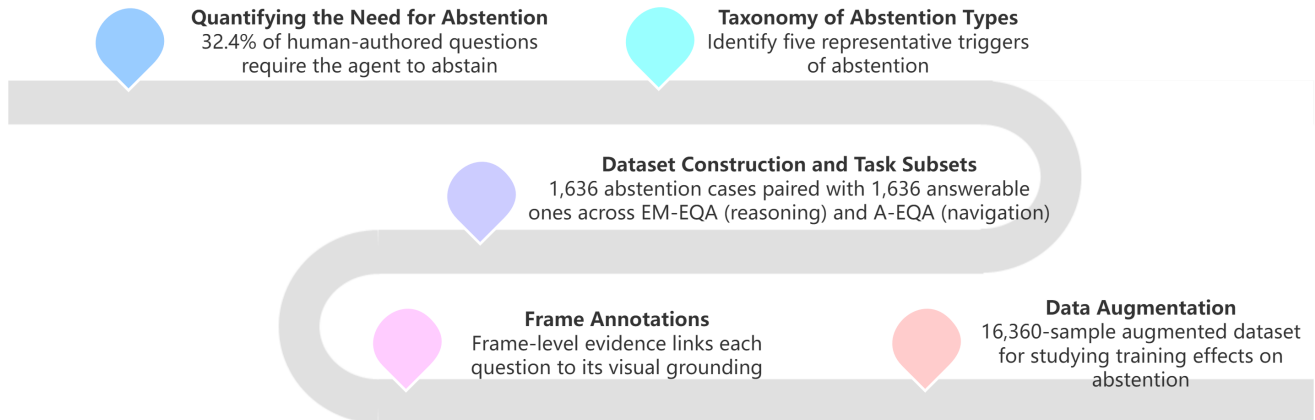 Quantifying the Need for Abstention
32.4% of human-authored questions
require the agent to abstain
Taxonomy of Abstention Types
Identify five representative triggers
of abstention
Dataset Construction and Task Subsets
1,636 abstention cases paired with 1,636 answerable
ones across EM-EQA (reasoning) and A-EQA (navigation)
Frame Annotations
Frame-level evidence links each
question to its visual grounding
Data Augmentation
16,360-sample augmented dataset
for studying training effects on
abstention